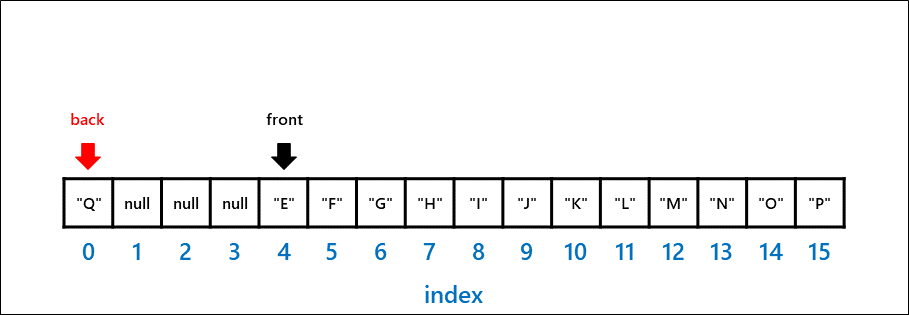 back front
"Q" null null null "E" "F" "G" "H" "I" "J" "K" "L" "M" "N" "O" "P"
0 1 2 3 4 5 6 7 8 9 10 11 12 13 14 15
index